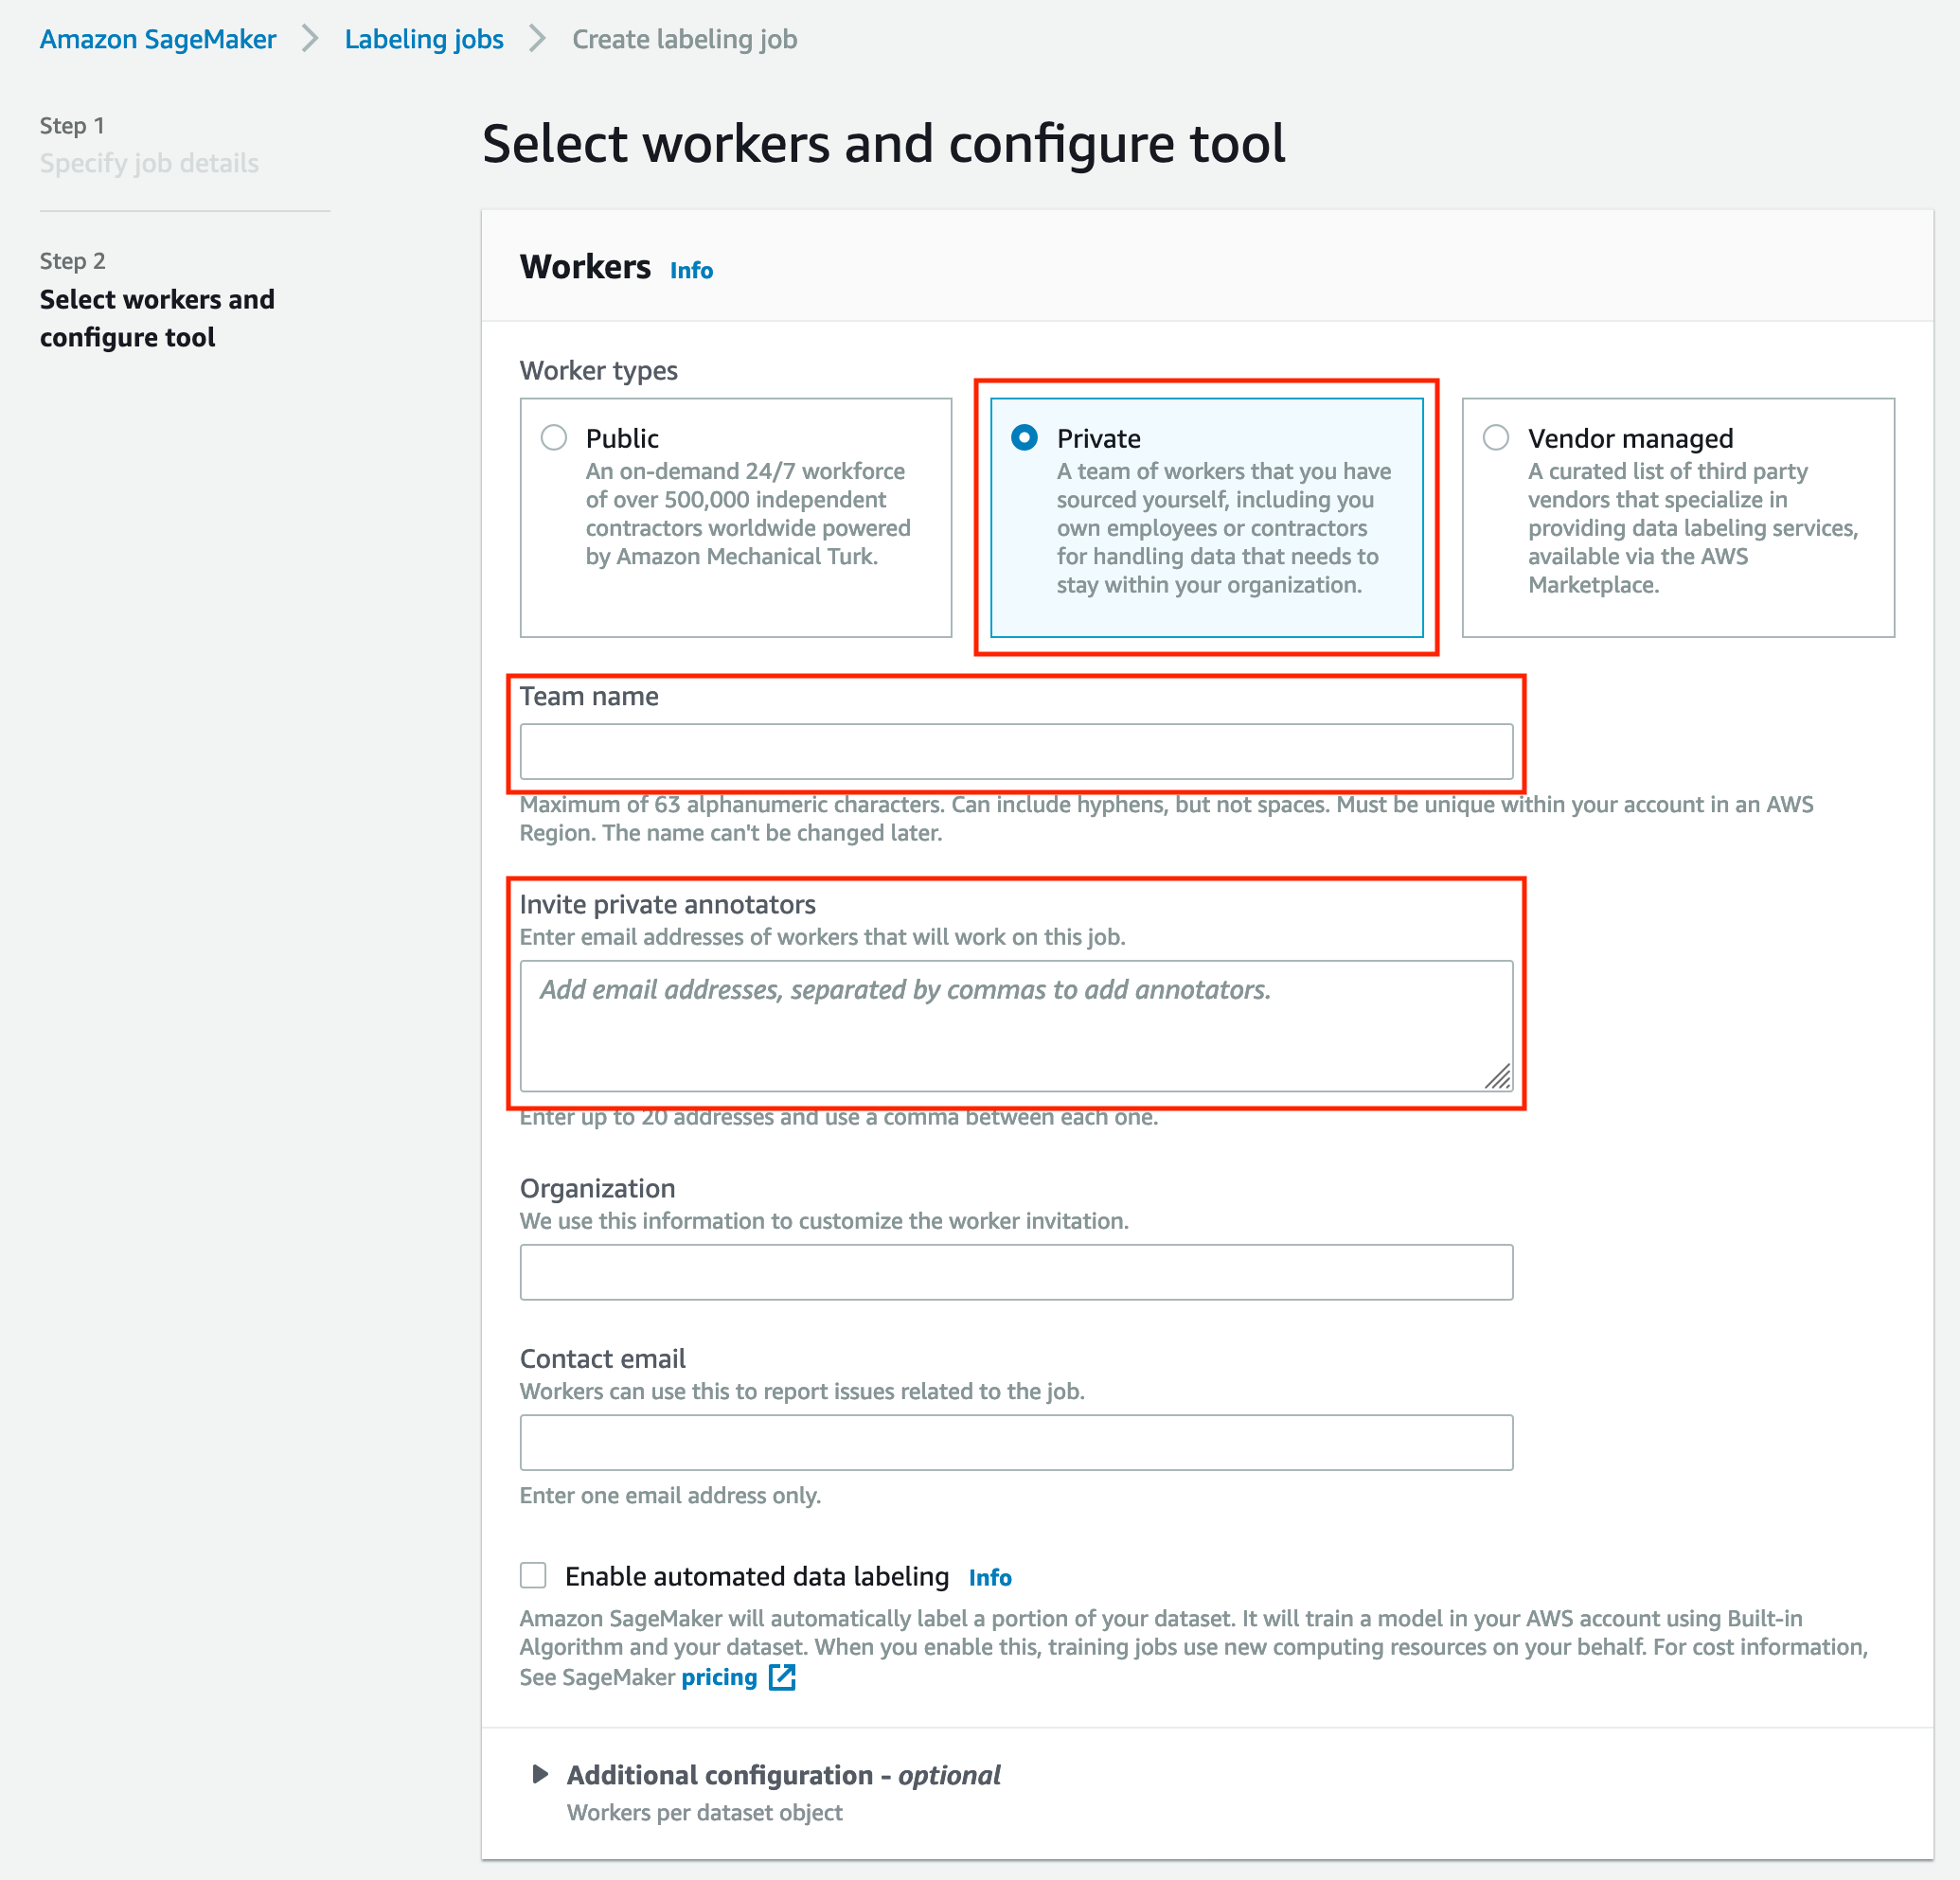 Amazon SageMaker > Labeling jobs > Create labeling job
Step 1
Specify job details
Step 2
Select workers and
configure tool
Select workers and configure tool
Workers Info
Worker types
Public
An on-demand 24/7 workforce
of over 500,000 independent
contractors worldwide powered
by Amazon Mechanical Turk.
Private
A team of workers that you have
sourced yourself, including you
own employees or contractors
for handling data that needs to
stay within your organization.
Vendor managed
A curated list of third party
vendors that specialize in
providing data labeling services,
available via the AWS
Marketplace.
Team name
Maximum of 63 alphanumeric characters. Can include hyphens, but not spaces. Must be unique within your account in an AWS
Region. The name can't be changed later.
Invite private annotators
Enter email addresses of workers that will work on this job.
Add email addresses, separated by commas to add annotators.
Enter up to 20 addresses and use a comma between each one.
Organization
We use this information to customize the worker invitation.
Contact email
Workers can use this to report issues related to the job.
Enter one email address only.
Enable automated data labeling Info
Amazon SageMaker will automatically label a portion of your dataset. It will train a model in your AWS account using Built-in
Algorithm and your dataset. When you enable this, training jobs use new computing resources on your behalf. For cost information,
See SageMaker pricing
Additional configuration - optional
Workers per dataset object